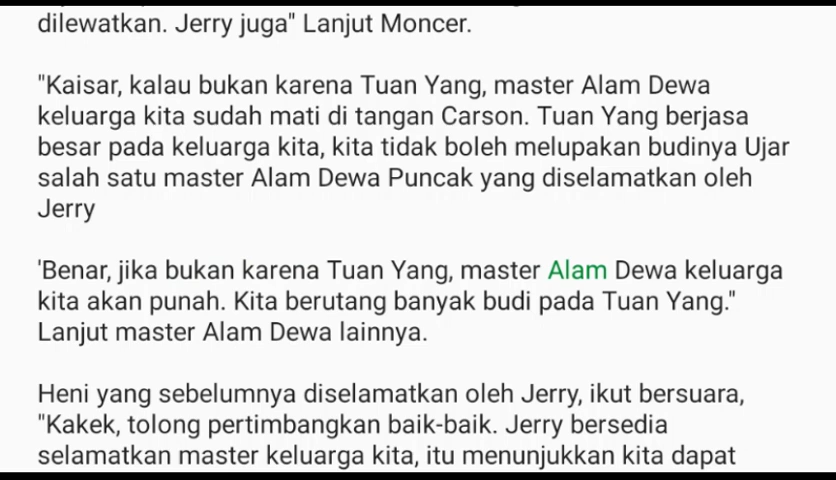 dilewatkan. Jerry juga" Lanjut Moncer.
"Kaisar, kalau bukan karena Tuan Yang, master Alam Dewa
keluarga kita sudah mati di tangan Carson. Tuan Yang berjasa
besar pada keluarga kita, kita tidak boleh melupakan budinya Ujar
salah satu master Alam Dewa Puncak yang diselamatkan oleh
Jerry
'Benar, jika bukan karena Tuan Yang, master Alam Dewa keluarga
kita akan punah. Kita berutang banyak budi pada Tuan Yang."
Lanjut master Alam Dewa lainnya.
Heni yang sebelumnya diselamatkan oleh Jerry, ikut bersuara,
"Kakek, tolong pertimbangkan baik-baik. Jerry bersedia
selamatkan master keluarga kita, itu menunjukkan kita dapat